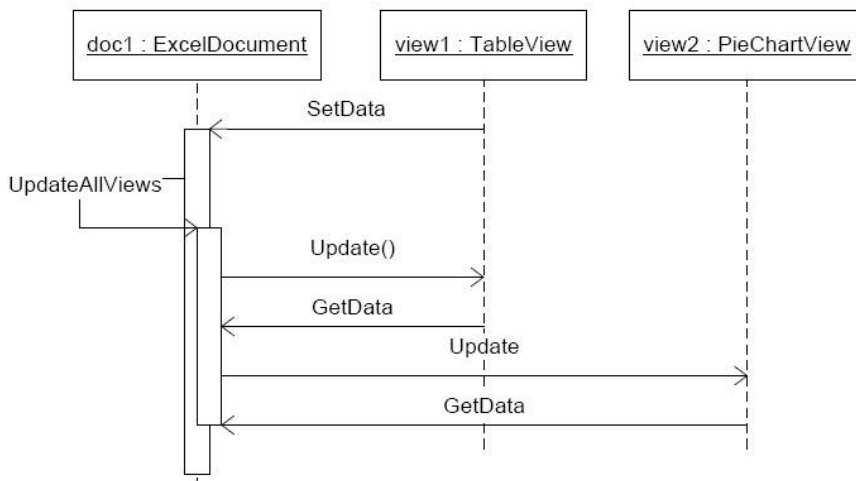 doc1 : ExcelDocument
view1 : TableView
view2 : PieChartView
SetData
UpdateAllViews
Update()
GetData
Update
GetData